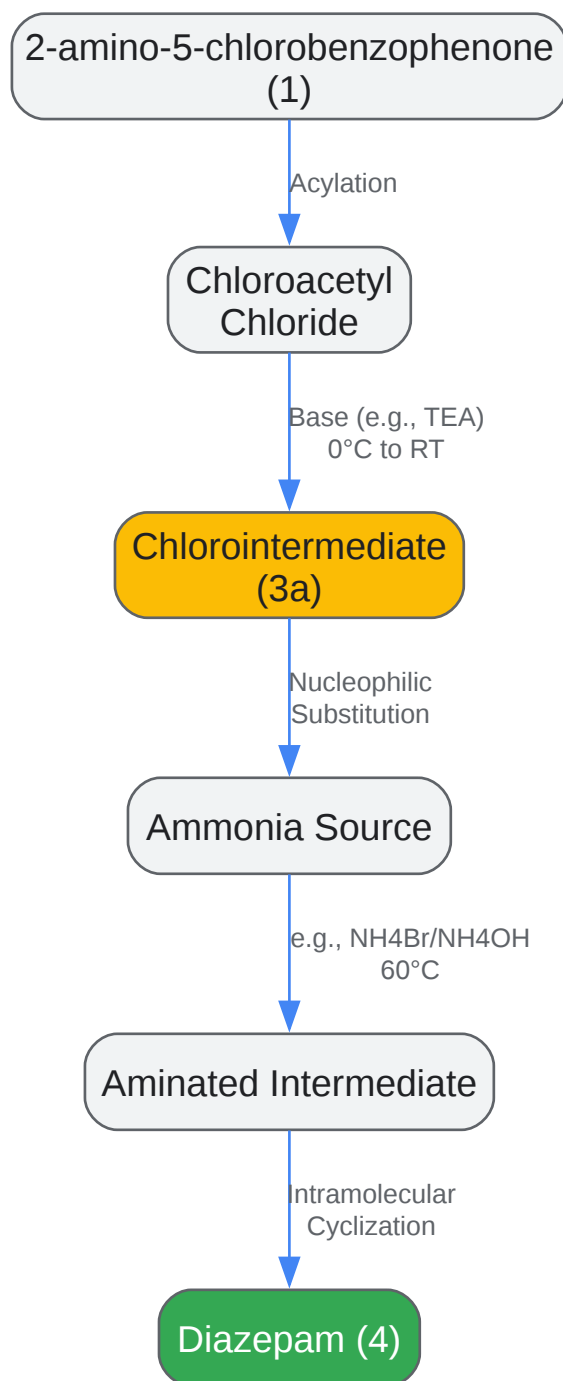 2-amino-5-chlorobenzophenone
(1)
Acylation
Chloroacetyl
Chloride
Base (e.g., TEA)
0°C to RT
Chlorointermediate
(3a)
Nucleophilic
Substitution
Ammonia Source
e.g., NH4Br/NH4OH
60°C
Aminated Intermediate
Intramolecular
Cyclization
Diazepam (4)